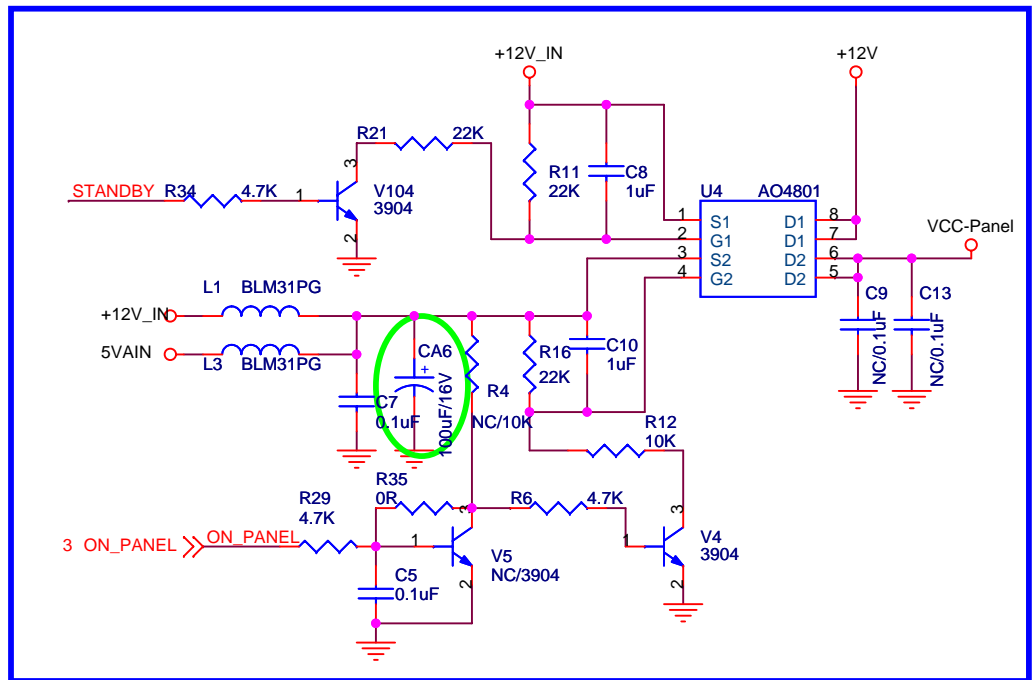 +12V_IN
+12V
R21
22K
3
STANDBY
R34
4.7K
1
V104
3904
2
R11
22K
C8
1uF
U4
AO4801
1
2
3
4
S1
G1
S2
G2
D1
D1
D2
D2
8
7
6
5
VCC-Panel
C9
NC/0.1uF
C13
NC/0.1uF
L1
BLM31PG
+12V_IN
5VAIN
L3
BLM31PG
C7
0.1uF
CA6
+
100uF/16V
R4
NC/10K
R16
22K
C10
1uF
R12
10K
R35
0R
R29
4.7K
3 ON_PANEL
ON_PANEL
C5
0.1uF
3
1
2
V5
NC/3904
R6
4.7K
3
1
2
V4
3904